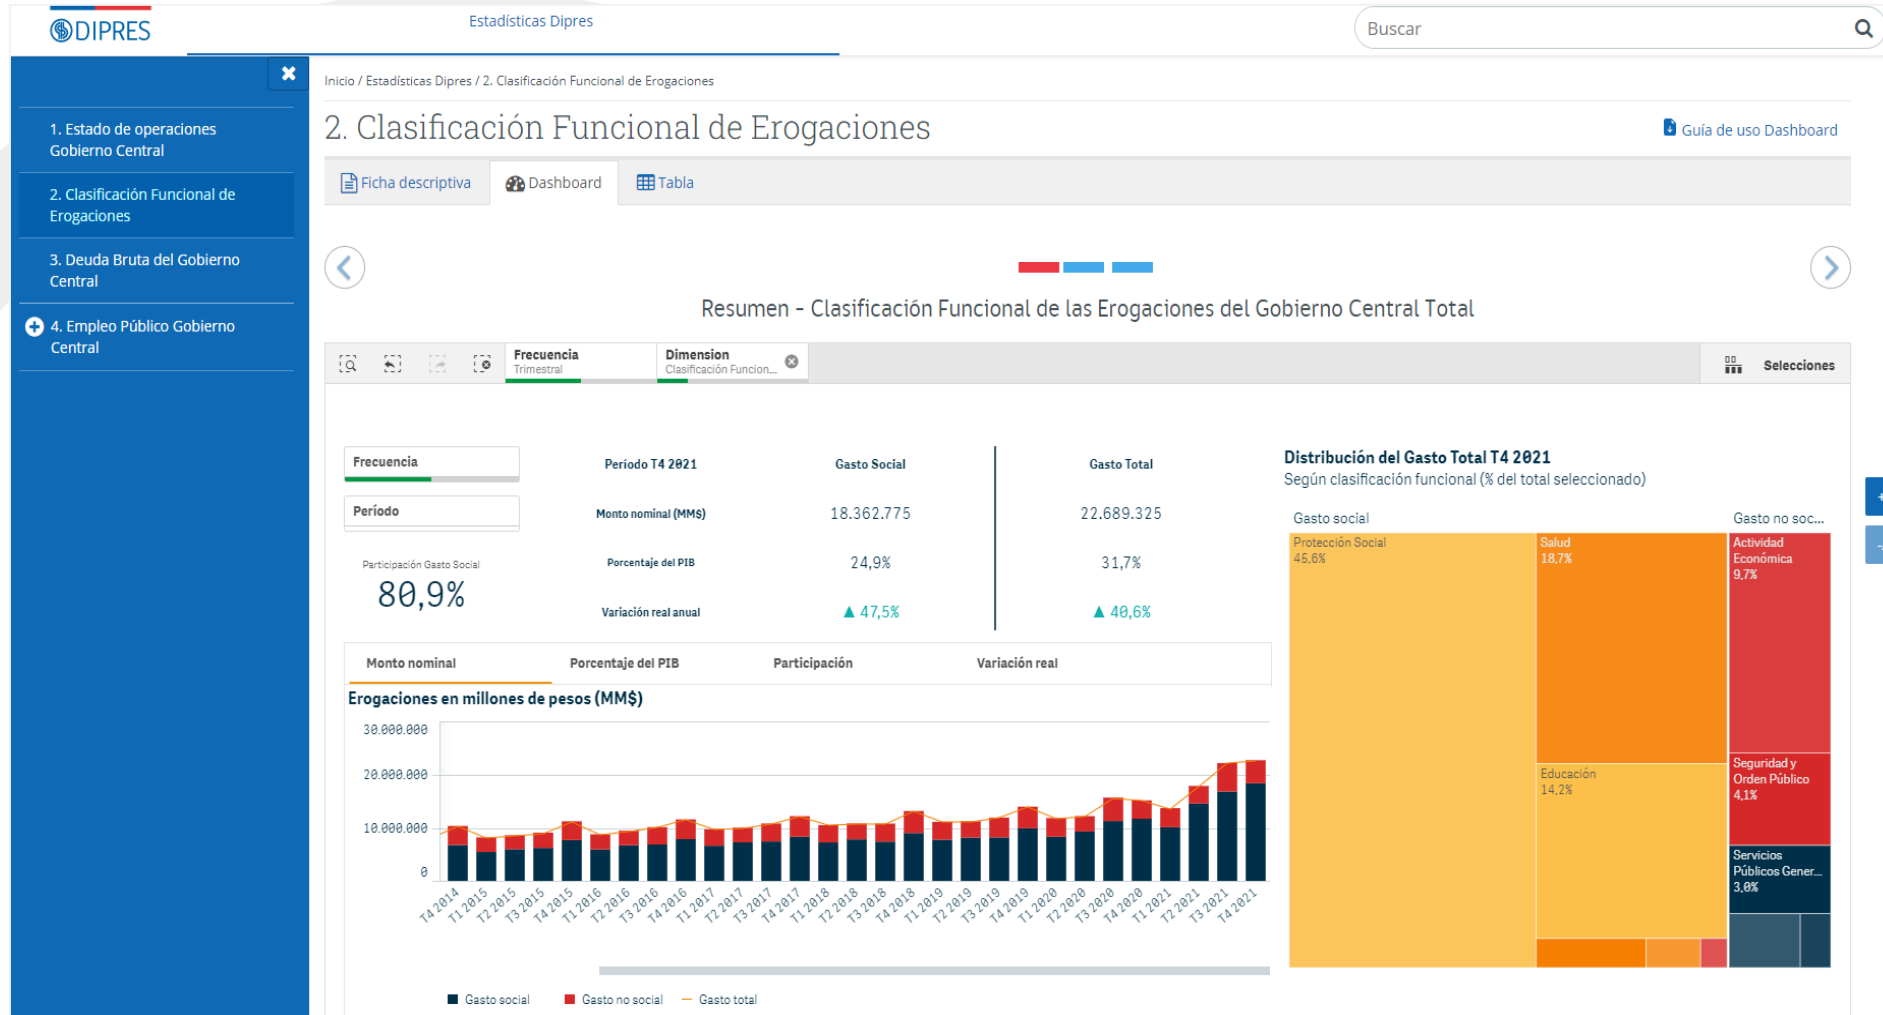 DIPRES
Estadísticas Dipres
Buscar
Inicio / Estadísticas Dipres / 2. Clasificación Funcional de Erogaciones
1. Estado de operaciones
Gobierno Central
2. Clasificación Funcional de
Erogaciones
3. Deuda Bruta del Gobierno
Central
4. Empleo Público Gobierno
Central
2. Clasificación Funcional de Erogaciones
Guía de uso Dashboard
Ficha descriptiva
Dashboard
Tabla
Resumen - Clasificación Funcional de las Erogaciones del Gobierno Central Total
Frecuencia
Trimestral
Dimension
Clasificación Funcion...
Selecciones
Frecuencia
Período
Participación Gasto Social
80,9%
Período T4 2021 Gasto Social Gasto Total
Monto nominal (MM$) 18.362.775 22.689.325
Porcentaje del PIB 24,9% 31,7%
Variación real anual ▲ 47,5% ▲ 40,6%
Monto nominal Porcentaje del PIB Participación Variación real
Erogaciones en millones de pesos (MM$)
30.000.000
20.000.000
10.000.000
0
T4 2014
T1 2015
T2 2015
T3 2015
T4 2015
T1 2016
T2 2016
T3 2016
T4 2016
T1 2017
T2 2017
T3 2017
T4 2017
T1 2018
T2 2018
T3 2018
T4 2018
T1 2019
T2 2019
T3 2019
T4 2019
T1 2020
T2 2020
T3 2020
T4 2020
T1 2021
T2 2021
T3 2021
T4 2021
Gasto social Gasto no social Gasto total
Distribución del Gasto Total T4 2021
Según clasificación funcional (% del total seleccionado)
Gasto social
Gasto no soc...
Protección Social
45,6%
Salud
18,7%
Educación
14,2%
Actividad
Económica
9,7%
Seguridad y
Orden Público
4,1%
Servicios
Públicos Gener...
3,0%